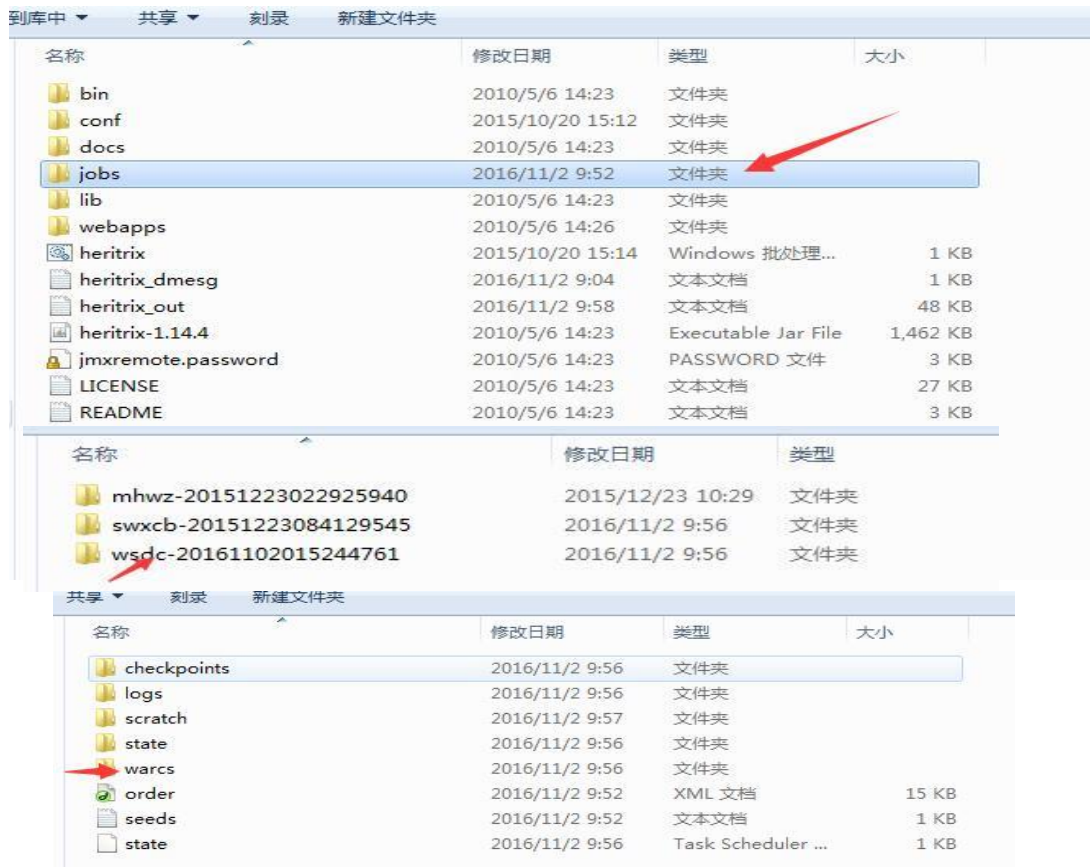 到库中 共享 刻录 新建文件夹
名称 修改日期 类型 大小
bin 2010/5/6 14:23 文件夹
conf 2015/10/20 15:12 文件夹
docs 2010/5/6 14:23 文件夹
jobs 2016/11/2 9:52 文件夹
lib 2010/5/6 14:23 文件夹
webapps 2010/5/6 14:26 文件夹
heritrix 2015/10/20 15:14 Windows 批处理... 1 KB
heritrix_dmesg 2016/11/2 9:04 文本文档 1 KB
heritrix_out 2016/11/2 9:58 文本文档 48 KB
heritrix-1.14.4 2010/5/6 14:23 Executable Jar File 1,462 KB
jmxremote.password 2010/5/6 14:23 PASSWORD 文件 3 KB
LICENSE 2010/5/6 14:23 文本文档 27 KB
README 2010/5/6 14:23 文本文档 3 KB
名称 修改日期 类型
mhwz-20151223022925940 2015/12/23 10:29 文件夹
swxcb-20151223084129545 2016/11/2 9:56 文件夹
wsdc-20161102015244761 2016/11/2 9:56 文件夹
共享 刻录 新建文件夹
名称 修改日期 类型 大小
checkpoints 2016/11/2 9:56 文件夹
logs 2016/11/2 9:56 文件夹
scratch 2016/11/2 9:57 文件夹
state 2016/11/2 9:56 文件夹
warcs 2016/11/2 9:56 文件夹
order 2016/11/2 9:52 XML 文档 15 KB
seeds 2016/11/2 9:52 文本文档 1 KB
state 2016/11/2 9:56 Task Scheduler ... 1 KB